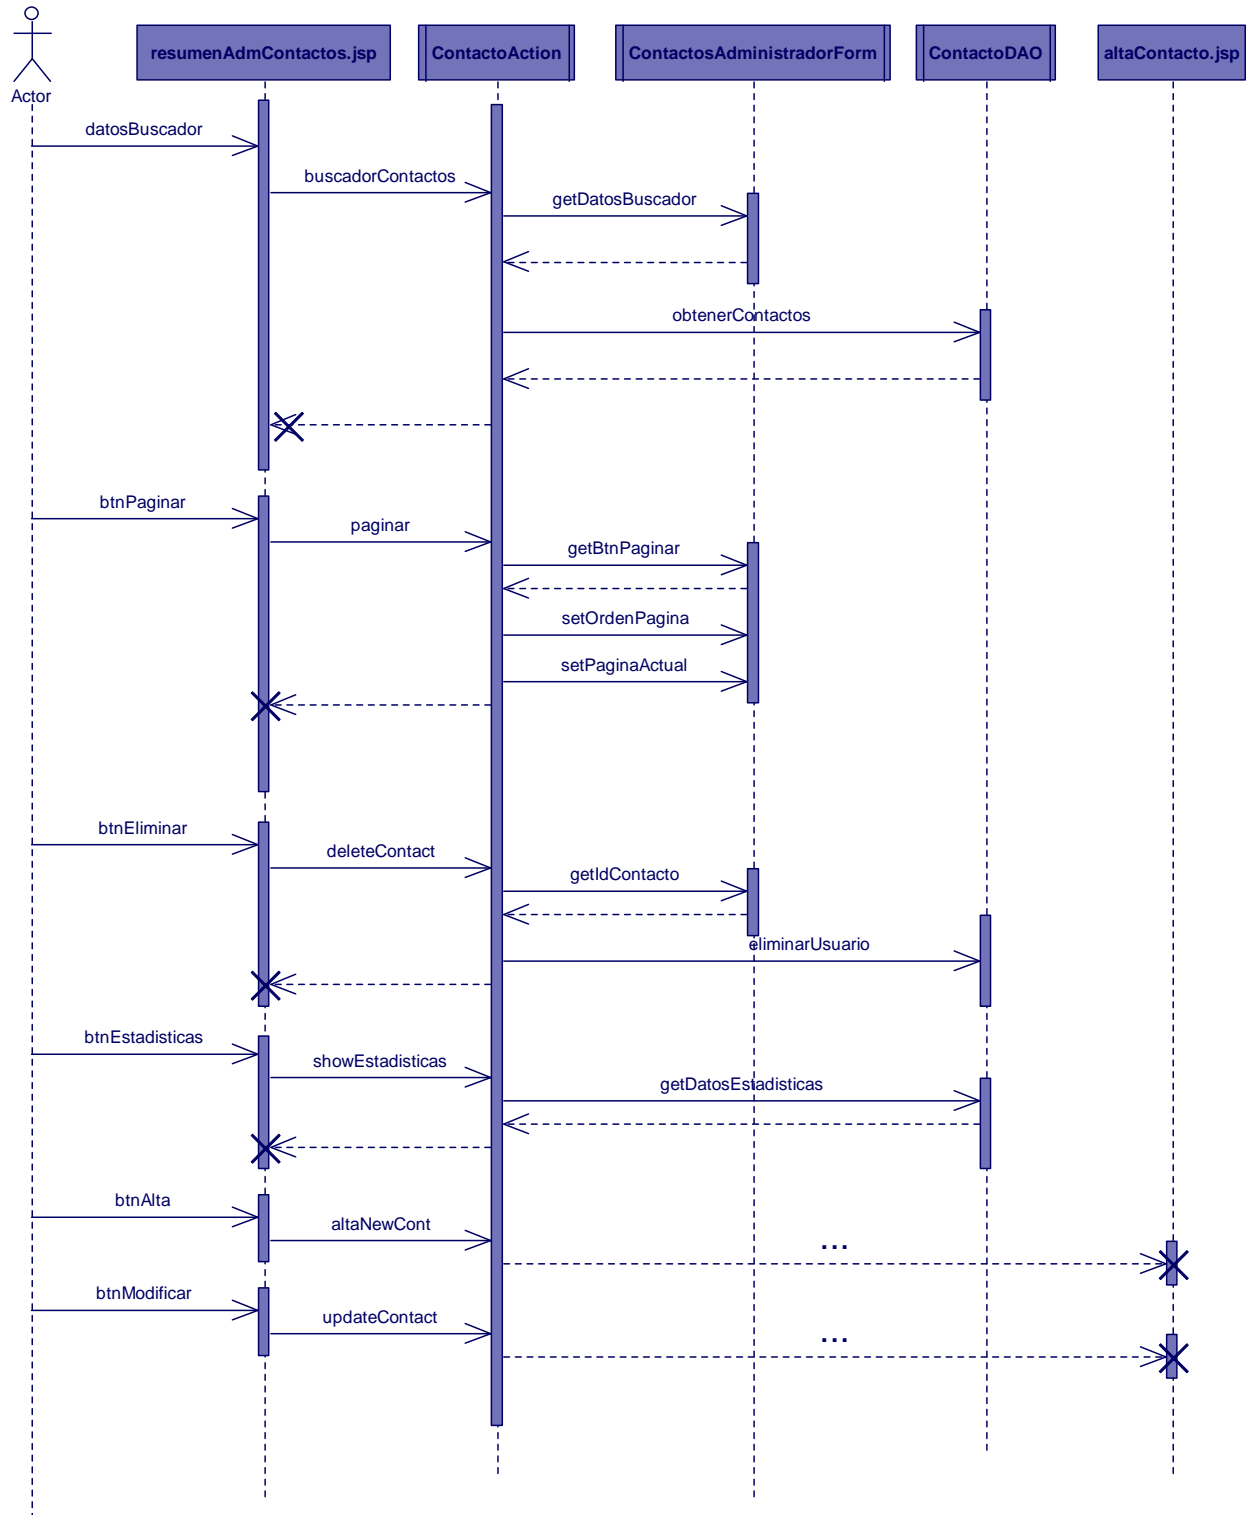 resumenAdmContactos.jsp
ContactoAction
ContactosAdministradorForm
ContactoDAO
altaContacto.jsp
Actor
datosBuscador
buscadorContactos
getDatosBuscador
obtenerContactos
btnPaginar
paginar
getBtnPaginar
setOrdenPagina
setPaginaActual
btnEliminar
deleteContact
getIdContacto
eliminarUsuario
btnEstadisticas
showEstadisticas
getDatosEstadisticas
btnAlta
altaNewCont
...
btnModificar
updateContact
...